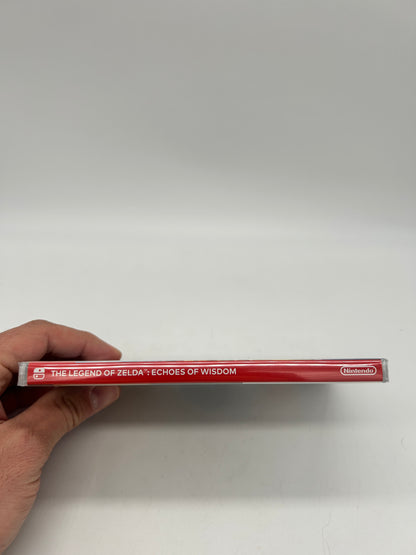 THE LEGEND OF ZELDA™: ECHOES OF WISDOM
Nintendo